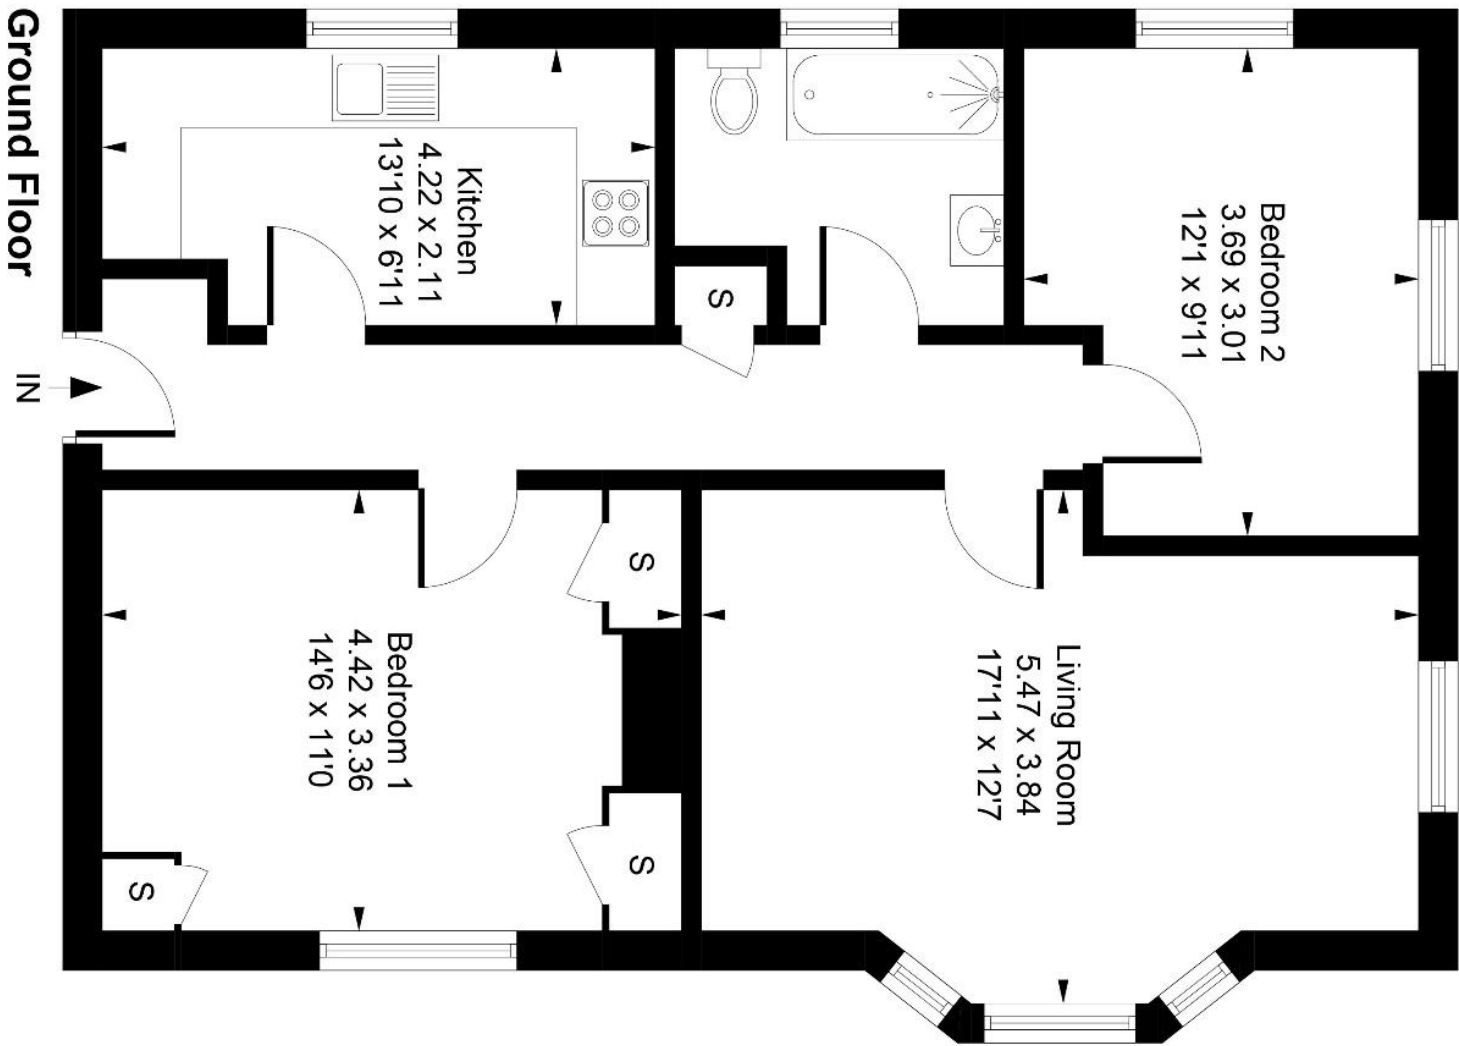 Ground Floor
IN
Kitchen
4.22 x 2.11
13'10 x 6'11
S
Bedroom 2
3.69 x 3.01
12'1 x 9'11
S
Bedroom 1
4.42 x 3.36
14'6 x 11'0
S
S
Living Room
5.47 x 3.84
17'11 x 12'7